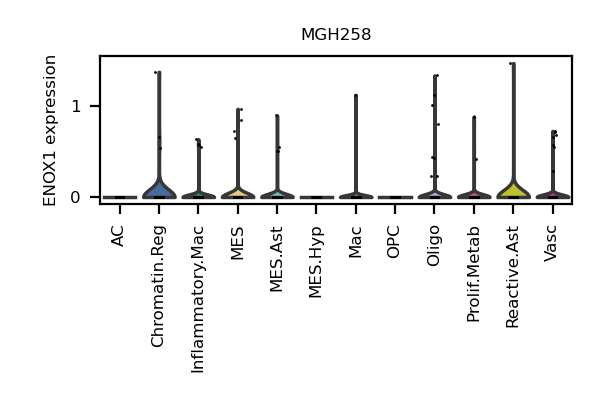 MGH258
ENOX1 expression
1
0
AC
Chromatin.Reg
Inflammatory.Mac
MES
MES.Ast
MES.Hyp
Mac
OPC
Oligo
Prolif.Metab
Reactive.Ast
Vasc